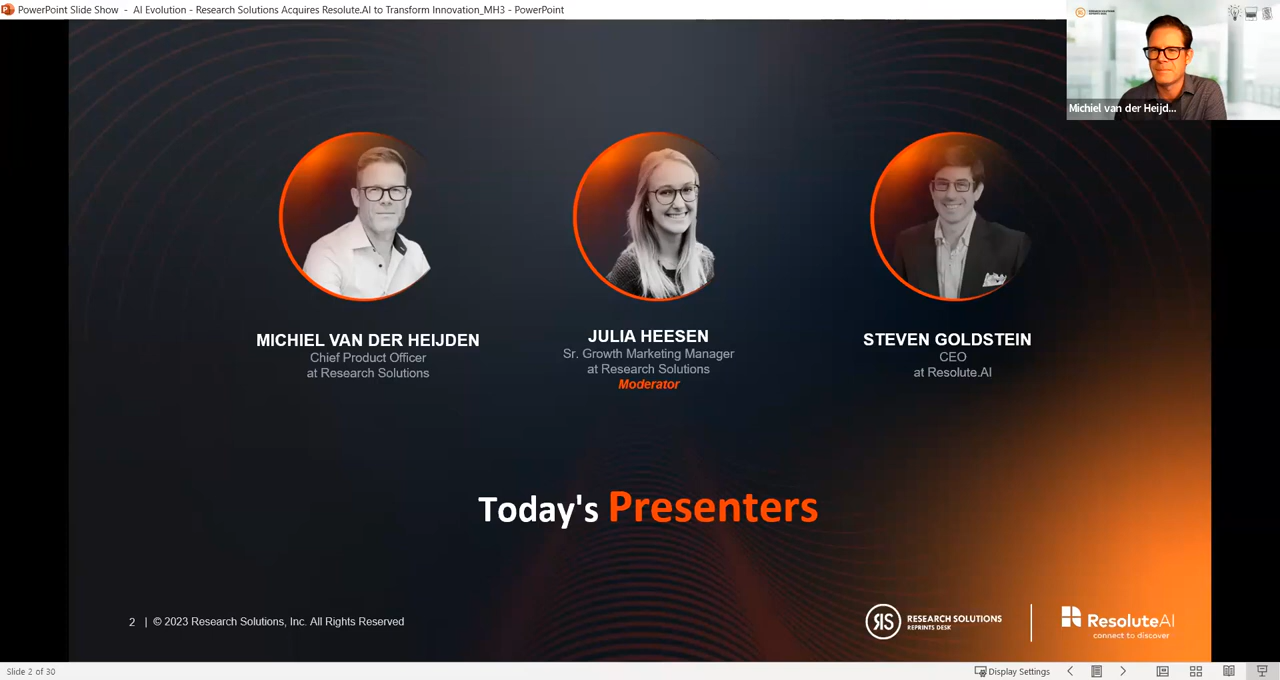 PowerPoint Slide Show - AI Evolution - Research Solutions Acquires Resolute.AI to Transform Innovation_MH3 - PowerPoint
Michiel van der Heijd...
MICHIEL VAN DER HEIJDEN
Chief Product Officer
at Research Solutions
JULIA HEESEN
Sr. Growth Marketing Manager
at Research Solutions
Moderator
STEVEN GOLDSTEIN
CEO
at Resolute.AI
Today's Presenters
2 | © 2023 Research Solutions, Inc. All Rights Reserved
RESEARCH SOLUTIONS
REPRINTS DESK
ResoluteAI
connect to discover
Slide 2 of 30
Display Settings